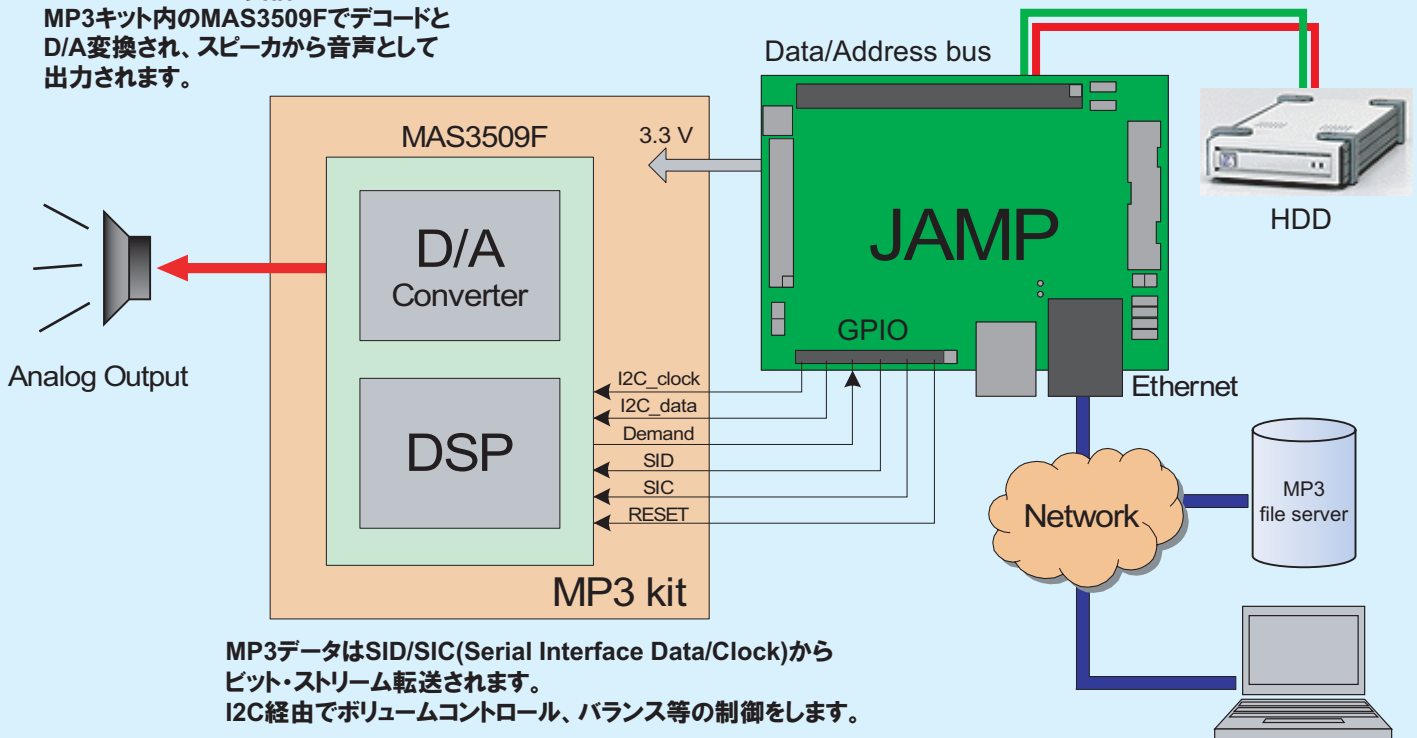 MP3キット内のMAS3509Fでデコードと
D/A変換され、スピーカから音声として
出力されます。
Data/Address bus
MAS3509F
3.3 V
JAMP
HDD
D/A
Converter
GPIO
Analog Output
I2C_clock
I2C_data
Demand
SID
SIC
RESET
DSP
Ethernet
Network
MP3
file server
MP3 kit
MP3データはSID/SIC(Serial Interface Data/Clock)から
ビット・ストリーム転送されます。
I2C経由でボリュームコントロール、バランス等の制御をします。